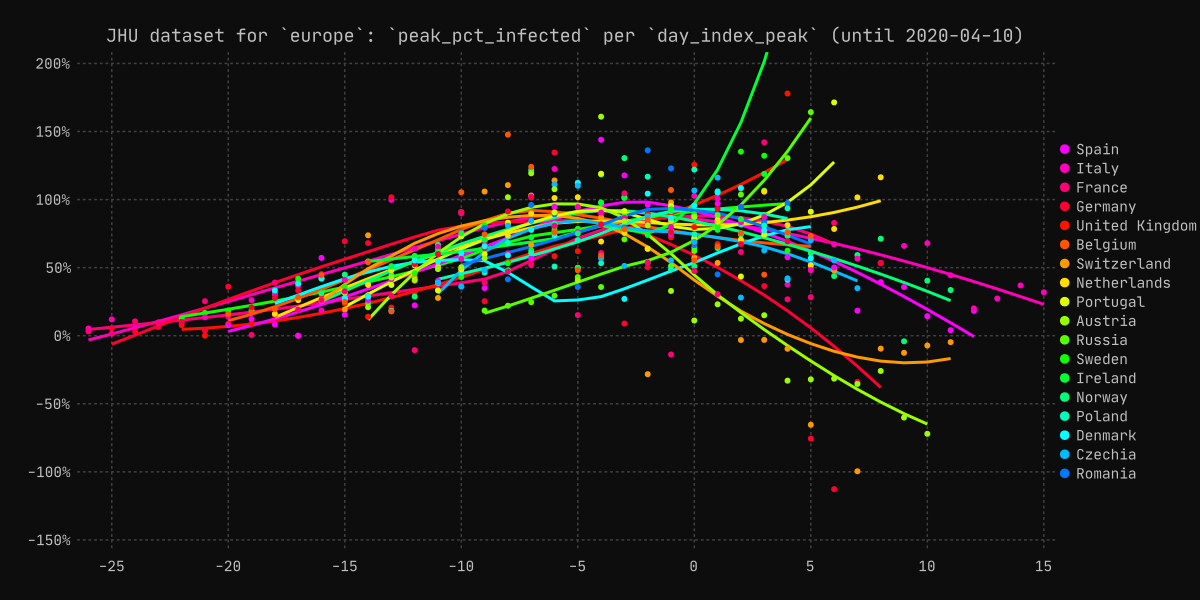 JHU dataset for `europe`: `peak_pct_infected` per `day_index_peak` (until 2020-04-10)
200%
150%
100%
50%
0%
-50%
-100%
-150%
-25 -20 -15 -10 -5 0 5 10 15
Spain
Italy
France
Germany
United Kingdom
Belgium
Switzerland
Netherlands
Portugal
Austria
Russia
Sweden
Ireland
Norway
Poland
Denmark
Czechia
Romania